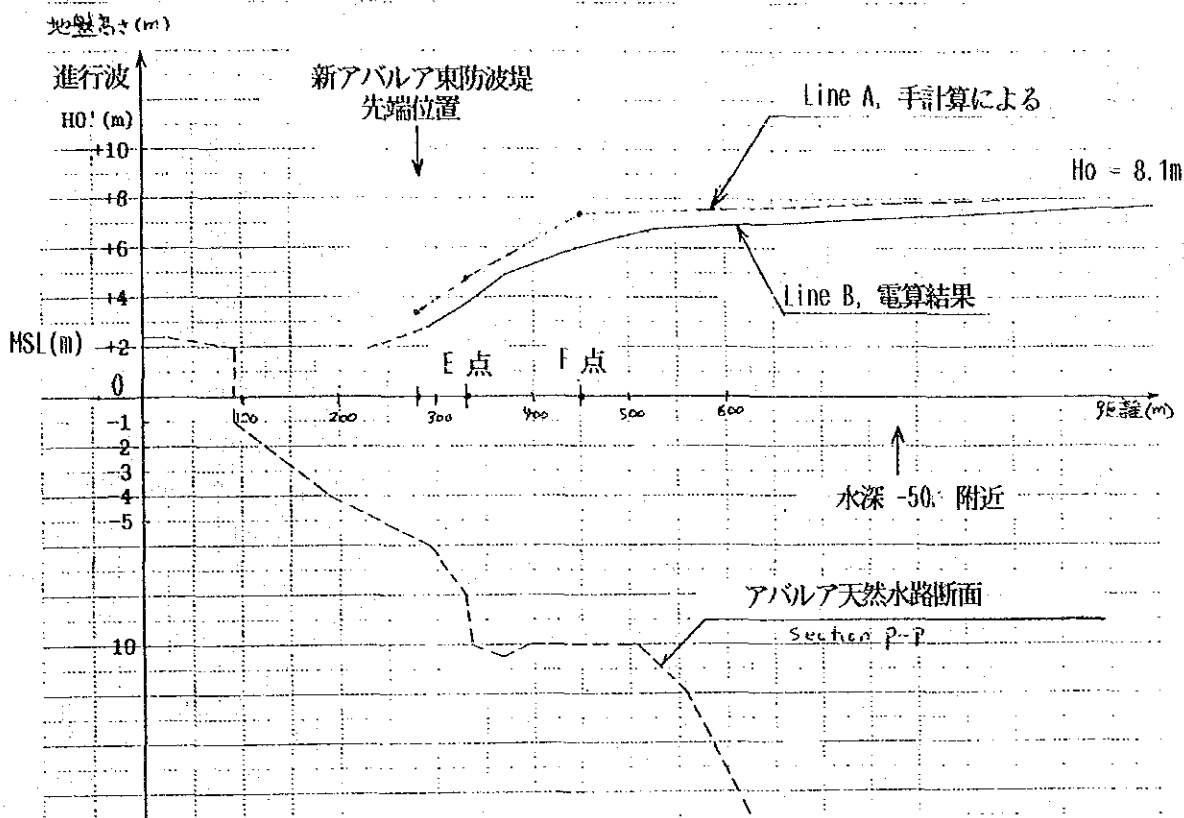 地盤高さ(m)
進行波
HO'(m)
新アバルア東防波堤
先端位置
Line A, 手計算による
+10
Ho = 8.1m
+8
+6
+4
Line B, 電算結果
MSL(m)
+2
E 点
F 点
0
100
200
300
400
500
600
距離(m)
-1
-2
-3
-4
-5
水深 -50. 附近
アバルア天然水路断面
Section P-P
10